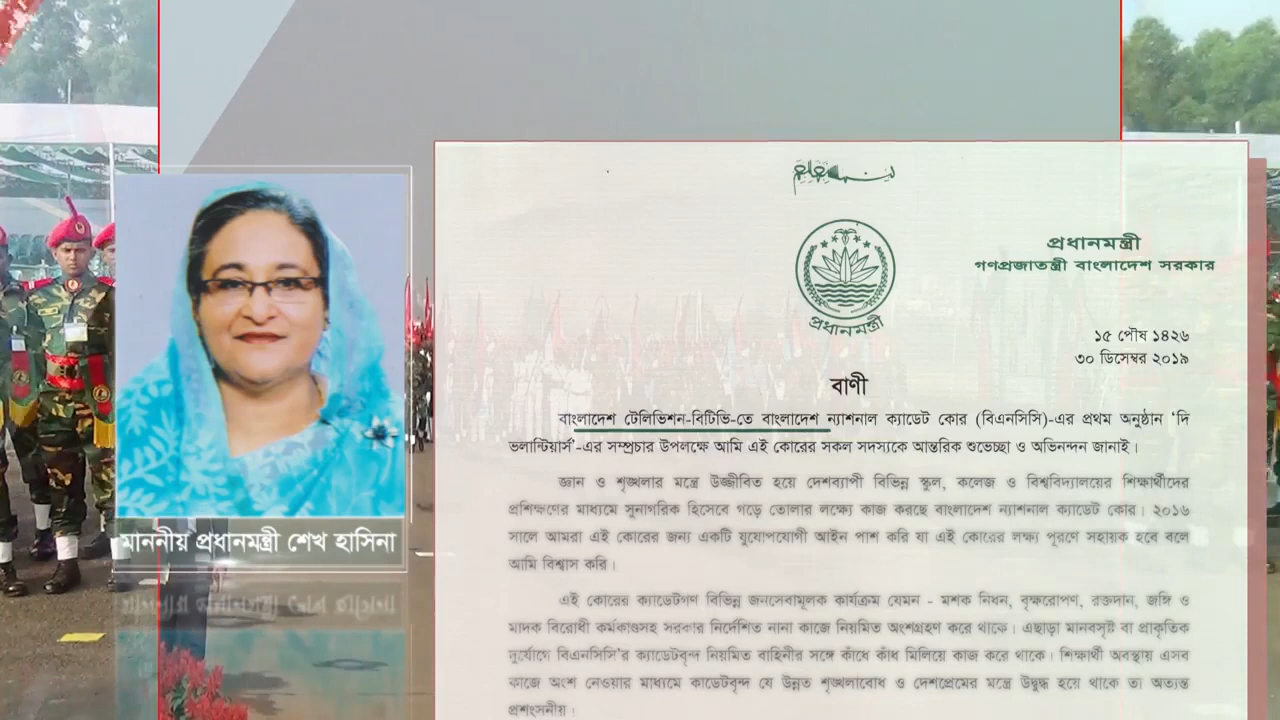 প্রধানমন্ত্রী
গণপ্রজাতন্ত্রী বাংলাদেশ সরকার
প্রধানমন্ত্রী
১৫ পৌষ ১৪২৬
৩০ ডিসেম্বর ২০১৯
বাণী
বাংলাদেশ টেলিভিশন-বিটিভি-তে বাংলাদেশ ন্যাশনাল ক্যাডেট কোর (বিএনসিসি)-এর প্রথম অনুষ্ঠান ‘দি
ভলান্টিয়ার্স’-এর সম্প্রচার উপলক্ষে আমি এই কোরের সকল সদস্যকে আন্তরিক শুভেচ্ছা ও অভিনন্দন জানাই।
জ্ঞান ও শৃঙ্খলার মন্ত্রে উজ্জীবিত হয়ে দেশব্যাপী বিভিন্ন স্কুল, কলেজ ও বিশ্ববিদ্যালয়ের শিক্ষার্থীদের
প্রশিক্ষণের মাধ্যমে সুনাগরিক হিসেবে গড়ে তোলার লক্ষ্যে কাজ করছে বাংলাদেশ ন্যাশনাল ক্যাডেট কোর। ২০১৬
সালে আমরা এই কোরের জন্য একটি যুযোপযোগী আইন পাশ করি যা এই কোরের লক্ষ্য পূরণে সহায়ক হবে বলে
আমি বিশ্বাস করি।
এই কোরের ক্যাডেটগণ বিভিন্ন জনসেবামূলক কার্যক্রম যেমন - মশক নিধন, বৃক্ষরোপণ, রক্তদান, জঙ্গি ও
মাদক বিরোধী কর্মকাণ্ডসহ সরকার নির্দেশিত নানা কাজে নিয়মিত অংশগ্রহণ করে থাকে। এছাড়া মানবসৃষ্ট বা প্রাকৃতিক
দুর্যোগে বিএনসিসি'র ক্যাডেটবৃন্দ নিয়মিত বাহিনীর সঙ্গে কাঁধে কাঁধ মিলিয়ে কাজ করে থাকে। শিক্ষার্থী অবস্থায় এসব
কাজে অংশ নেওয়ার মাধ্যমে কাডেটবৃন্দ যে উন্নত শৃঙ্খলাবোধ ও দেশপ্রেমের মন্ত্রে উদ্বুদ্ধ হয়ে থাকে তা অত্যন্ত
প্রশংসনীয়।
মাননীয় প্রধানমন্ত্রী শেখ হাসিনা